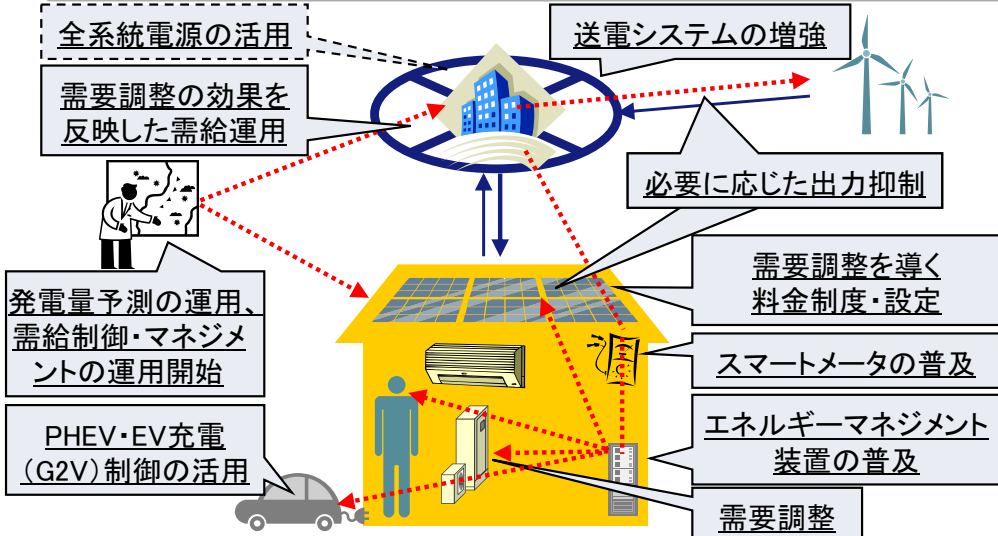 全系統電源の活用
送電システムの増強
需要調整の効果を
反映した需給運用
必要に応じた出力抑制
発電量予測の運用、
需給制御・マネジメ
ントの運用開始
需要調整を導く
料金制度・設定
スマートメータの普及
PHEV・EV充電
(G2V)制御の活用
エネルギーマネジメント
装置の普及
需要調整